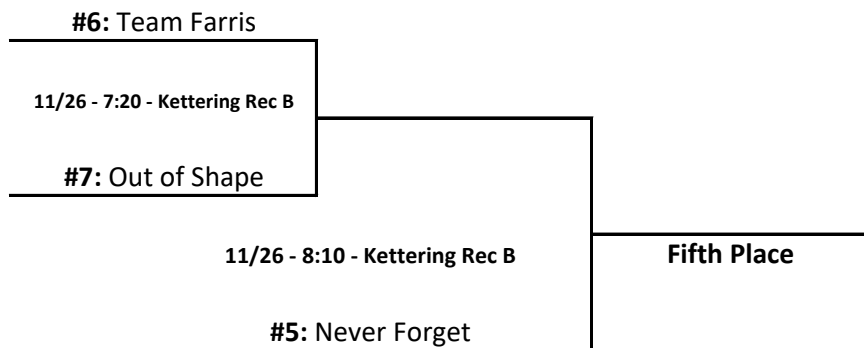 #6: Team Farris
11/26 - 7:20 - Kettering Rec B
#7: Out of Shape
11/26 - 8:10 - Kettering Rec B
Fifth Place
#5: Never Forget